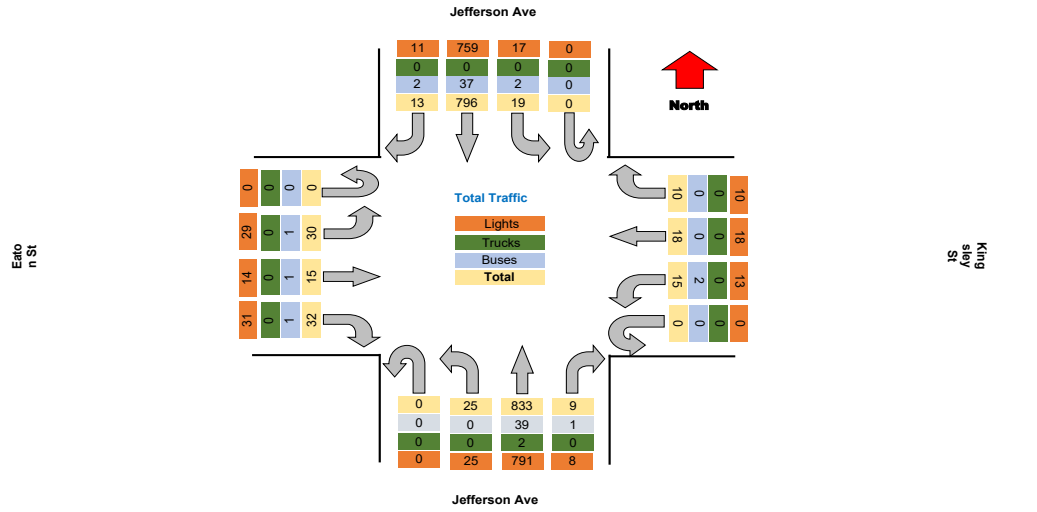 Jefferson Ave
11 759 17 0
0 0 0 0
2 37 2 0
13 796 19 0
North
0 0 0 0
29 0 1 30
14 0 1 15
31 0 1 32
Eato
n St
Total Traffic
Lights
Trucks
Buses
Total
10 0 0 10
18 0 0 18
15 2 0 13
0 0 0 0
King
sley
St
0 25 833 9
0 0 39 1
0 0 2 0
0 25 791 8
Jefferson Ave